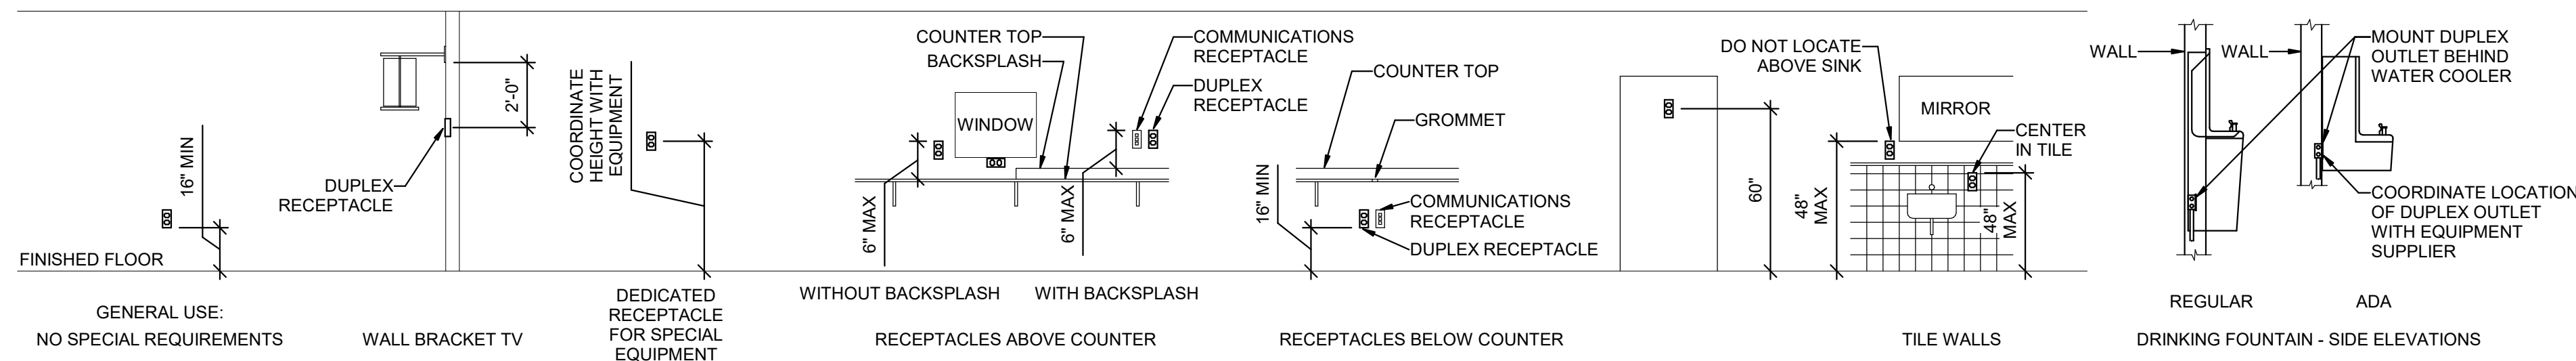 16" MIN
FINISHED FLOOR
GENERAL USE:
NO SPECIAL REQUIREMENTS
2'-0"
DUPLEX
RECEPTACLE
WALL BRACKET TV
COORDINATE
HEIGHT WITH
EQUIPMENT
DEDICATED
RECEPTACLE
FOR SPECIAL
EQUIPMENT
COUNTER TOP
BACKSPLASH
WINDOW
COMMUNICATIONS
RECEPTACLE
DUPLEX
RECEPTACLE
6" MAX
6" MAX
WITHOUT BACKSPLASH
WITH BACKSPLASH
RECEPTACLES ABOVE COUNTER
COUNTER TOP
GROMMET
16" MIN
COMMUNICATIONS
RECEPTACLE
DUPLEX RECEPTACLE
RECEPTACLES BELOW COUNTER
60"
DO NOT LOCATE
ABOVE SINK
MIRROR
CENTER
IN TILE
48"
MAX
48"
MAX
TILE WALLS
WALL
WALL
MOUNT DUPLEX
OUTLET BEHIND
WATER COOLER
COORDINATE LOCATION
OF DUPLEX OUTLET
WITH EQUIPMENT
SUPPLIER
REGULAR
ADA
DRINKING FOUNTAIN - SIDE ELEVATIONS